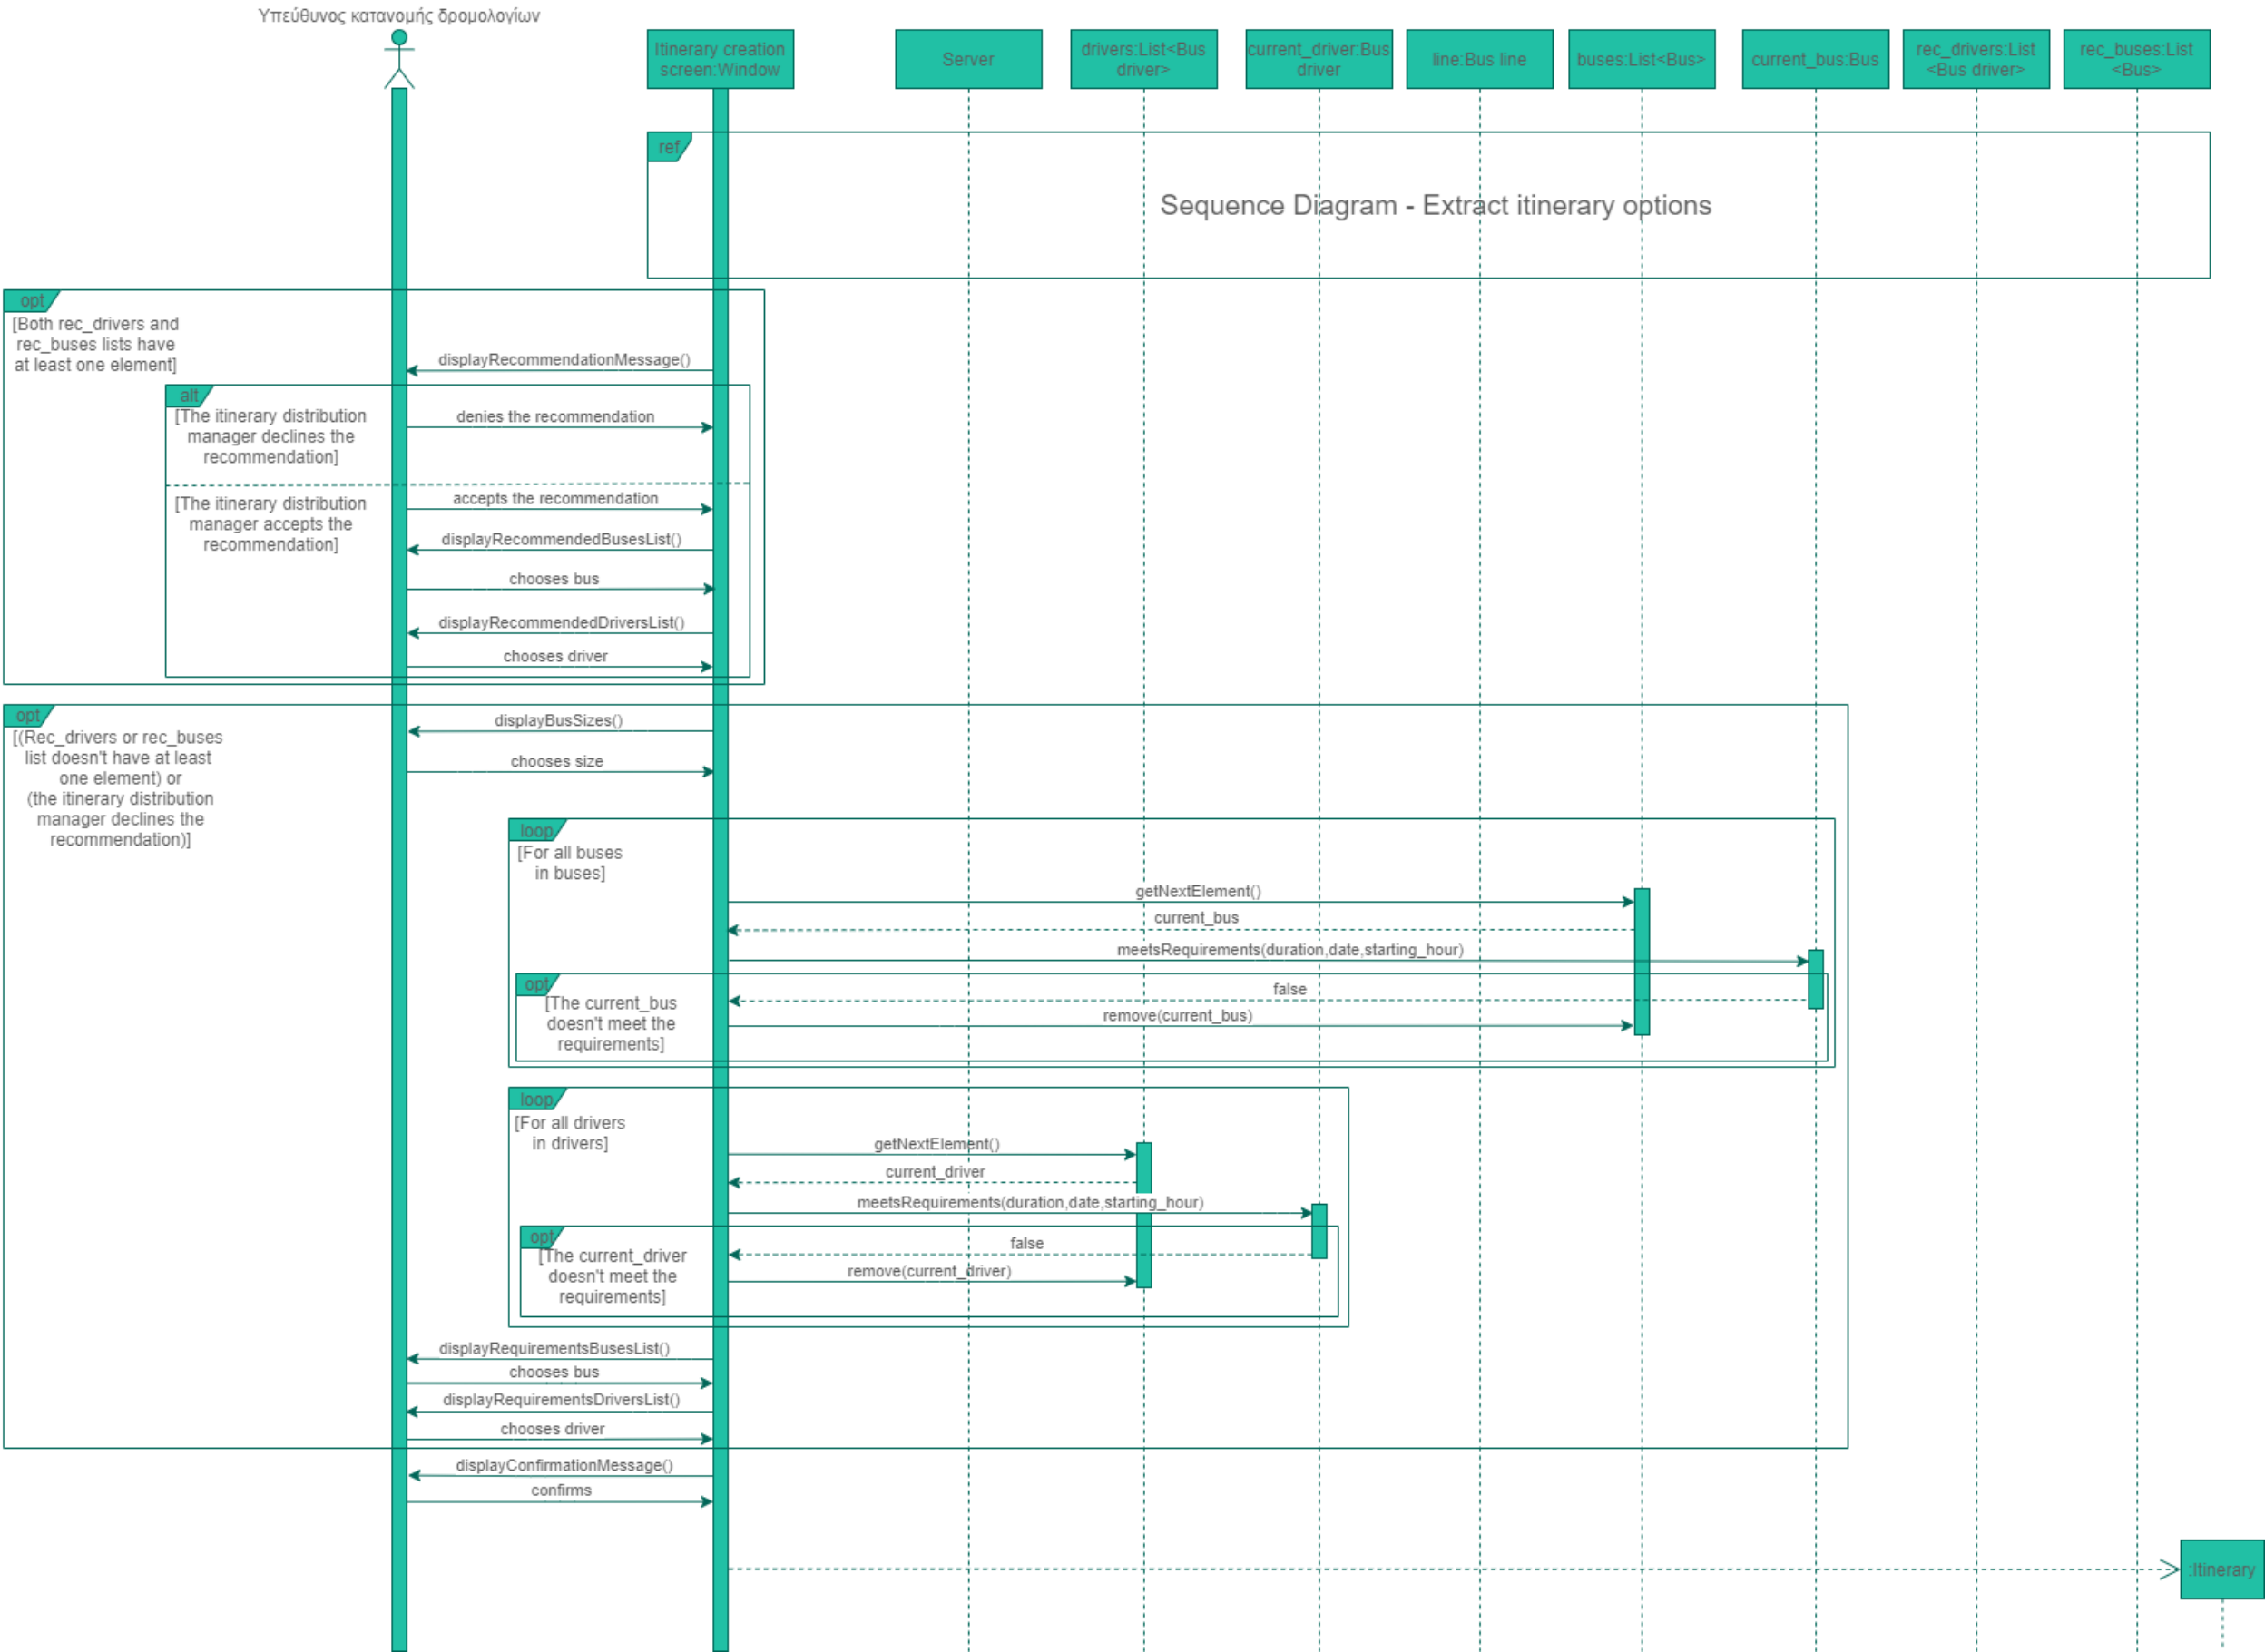 Υπεύθυνος κατανομής δρομολογίων
Itinerary creation
screen:Window
Server
drivers:List<Bus
driver>
current_driver:Bus
driver
line:Bus line
buses:List<Bus>
current_bus:Bus
rec_drivers:List
<Bus driver>
rec_buses:List
<Bus>
ref
Sequence Diagram - Extract itinerary options
opt
[Both rec_drivers and
rec_buses lists have
at least one element]
displayRecommendationMessage()
alt
[The itinerary distribution
manager declines the
recommendation]
denies the recommendation
[The itinerary distribution
manager accepts the
recommendation]
accepts the recommendation
displayRecommendedBusesList()
chooses bus
displayRecommendedDriversList()
chooses driver
opt
[(Rec_drivers or rec_buses
list doesn't have at least
one element) or
(the itinerary distribution
manager declines the
recommendation)]
displayBusSizes()
chooses size
loop
[For all buses
in buses]
getNextElement()
current_bus
meetsRequirements(duration,date,starting_hour)
opt
[The current_bus
doesn't meet the
requirements]
false
remove(current_bus)
loop
[For all drivers
in drivers]
getNextElement()
current_driver
meetsRequirements(duration,date,starting_hour)
opt
[The current_driver
doesn't meet the
requirements]
false
remove(current_driver)
displayRequirementsBusesList()
chooses bus
displayRequirementsDriversList()
chooses driver
displayConfirmationMessage()
confirms
:Itinerary